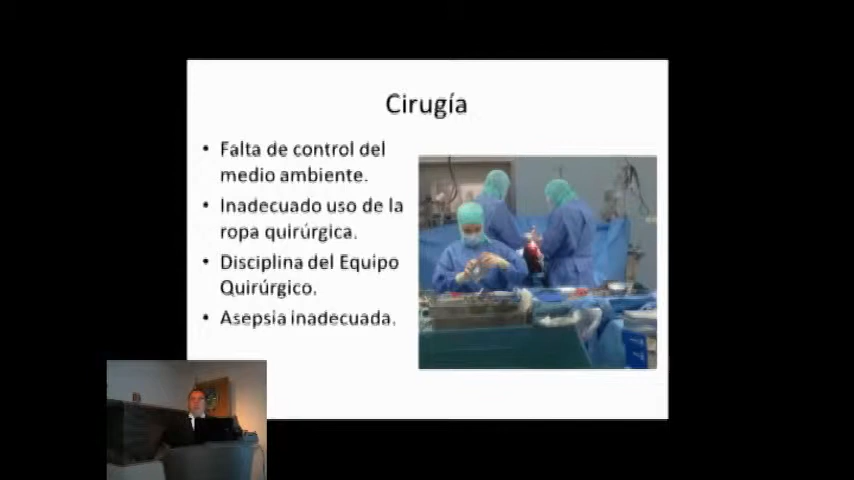 Cirugía
• Falta de control del
medio ambiente.
• Inadecuado uso de la
ropa quirúrgica.
• Disciplina del Equipo
Quirúrgico.
• Asepsia inadecuada.